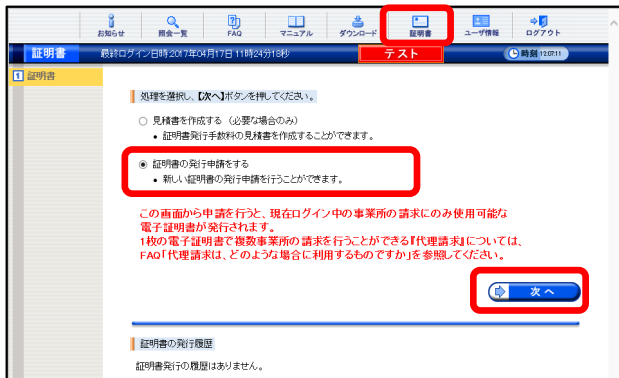 お知らせ 照会一覧 FAQ マニュアル ダウンロード 証明書 ユーザ情報 ログアウト
証明書 最終ログイン日時:2017年04月17日 11時24分18秒 テスト 時刻 12:07:11
1 証明書
処理を選択し、【次へ】ボタンを押してください。
見積書を作成する (必要な場合のみ)
• 証明書発行手数料の見積書を作成することができます。
証明書の発行申請をする
• 新しい証明書の発行申請を行うことができます。
この画面から申請を行うと、現在ログイン中の事業所の請求にのみ使用可能な
電子証明書が発行されます。
1枚の電子証明書で複数事業所の請求を行うことができる『代理請求』については、
FAQ「代理請求は、どのような場合に利用するものですか」を参照してください。
次へ
証明書の発行履歴
証明書発行の履歴はありません。